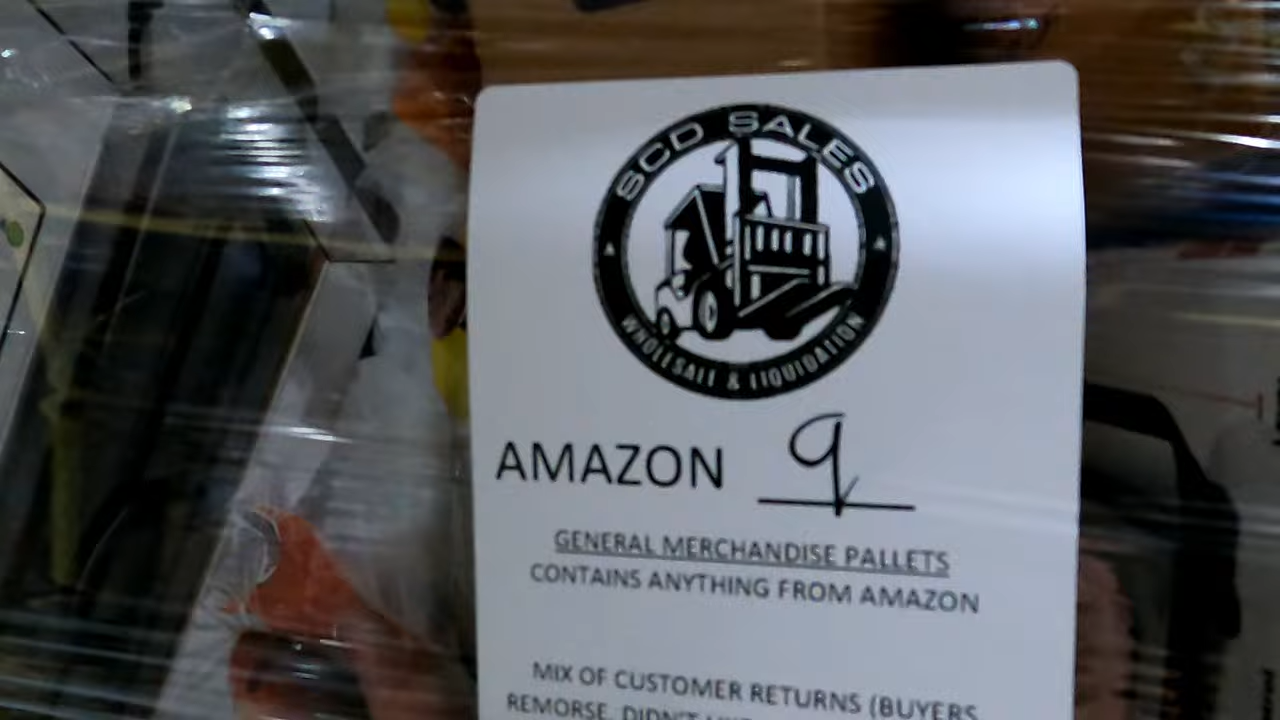 SCD SALES
WHOLESALE & LIQUIDATION
AMAZON 9
GENERAL MERCHANDISE PALLETS
CONTAINS ANYTHING FROM AMAZON
MIX OF CUSTOMER RETURNS (BUYERS
REMORSE, DIDN'T